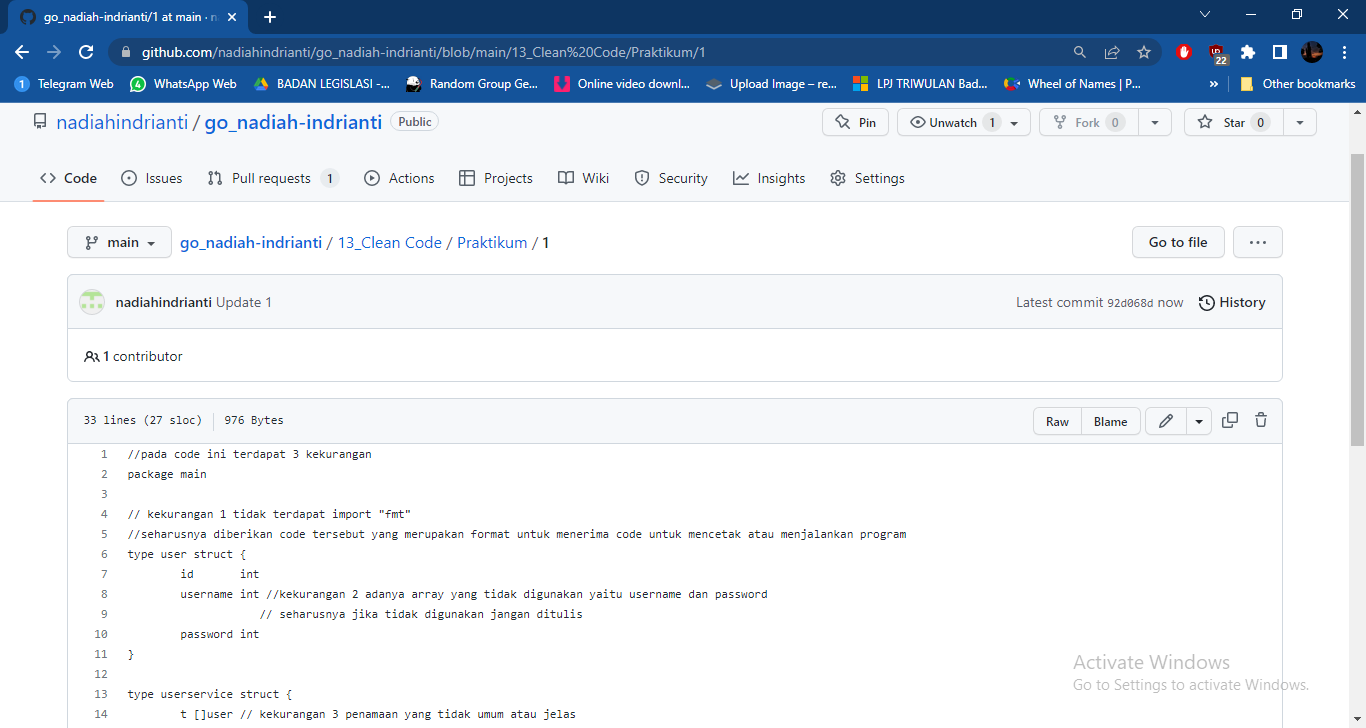 go_nadiah-indrianti/1 at main · n
github.com/nadiahindrianti/go_nadiah-indrianti/blob/main/13_Clean%20Code/Praktikum/1
22
Telegram Web WhatsApp Web BADAN LEGISLASI -... Random Group Ge... Online video downl... Upload Image – re... LPJ TRIWULAN Bad... Wheel of Names | P... » Other bookmarks
nadiahindrianti / go_nadiah-indrianti Public Pin Unwatch 1 Fork 0 Star 0
<> Code Issues Pull requests 1 Actions Projects Wiki Security Insights Settings
main go_nadiah-indrianti / 13_Clean Code / Praktikum / 1 Go to file ...
nadiahindrianti Update 1 Latest commit 92d068d now History
1 contributor
33 lines (27 sloc) 976 Bytes Raw Blame
1 //pada code ini terdapat 3 kekurangan
2 package main
3
4 // kekurangan 1 tidak terdapat import "fmt"
5 //seharusnya diberikan code tersebut yang merupakan format untuk menerima code untuk mencetak atau menjalankan program
6 type user struct {
7 id int
8 username int //kekurangan 2 adanya array yang tidak digunakan yaitu username dan password
9 // seharusnya jika tidak digunakan jangan ditulis
10 password int
11 }
12
13 type userservice struct {
14 t []user // kekurangan 3 penamaan yang tidak umum atau jelas
Activate Windows
Go to Settings to activate Windows.